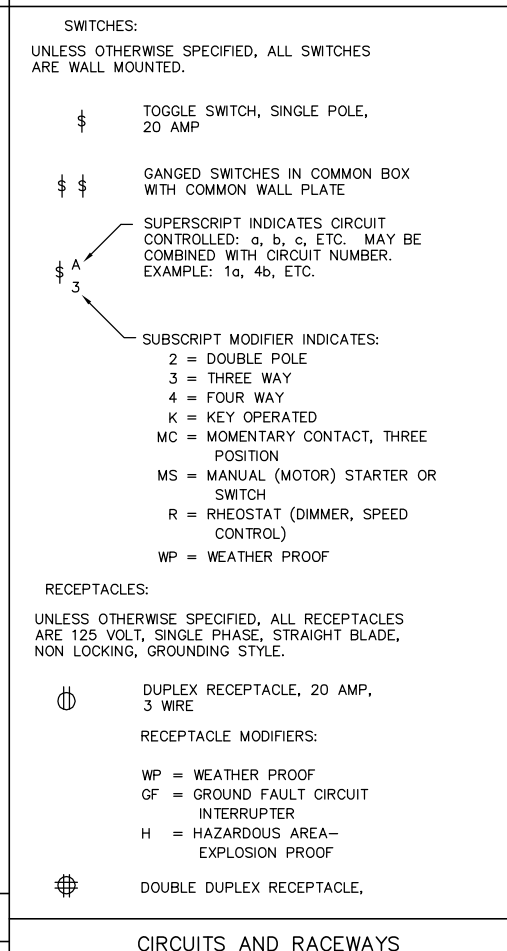 SWITCHES:
UNLESS OTHERWISE SPECIFIED, ALL SWITCHES
ARE WALL MOUNTED.
$ TOGGLE SWITCH, SINGLE POLE,
20 AMP
$ $ GANGED SWITCHES IN COMMON BOX
WITH COMMON WALL PLATE
SUPERSCRIPT INDICATES CIRCUIT
CONTROLLED: a, b, c, ETC. MAY BE
COMBINED WITH CIRCUIT NUMBER.
EXAMPLE: 1a, 4b, ETC.
$ A
3
SUBSCRIPT MODIFIER INDICATES:
2 = DOUBLE POLE
3 = THREE WAY
4 = FOUR WAY
K = KEY OPERATED
MC = MOMENTARY CONTACT, THREE
POSITION
MS = MANUAL (MOTOR) STARTER OR
SWITCH
R = RHEOSTAT (DIMMER, SPEED
CONTROL)
WP = WEATHER PROOF
RECEPTACLES:
UNLESS OTHERWISE SPECIFIED, ALL RECEPTACLES
ARE 125 VOLT, SINGLE PHASE, STRAIGHT BLADE,
NON LOCKING, GROUNDING STYLE.
DUPLEX RECEPTACLE, 20 AMP,
3 WIRE
RECEPTACLE MODIFIERS:
WP = WEATHER PROOF
GF = GROUND FAULT CIRCUIT
INTERRUPTER
H = HAZARDOUS AREA–
EXPLOSION PROOF
DOUBLE DUPLEX RECEPTACLE,
CIRCUITS AND RACEWAYS